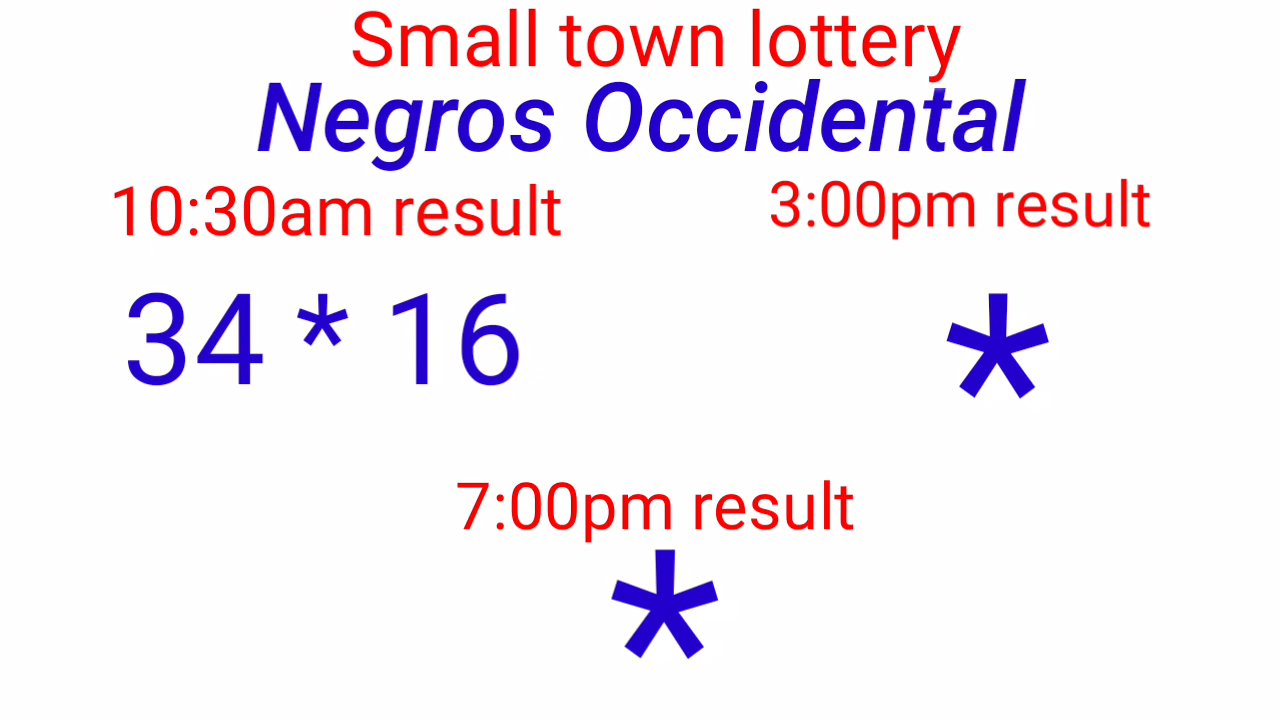 Small town lottery
Negros Occidental
10:30am result
3:00pm result
34 * 16
*
7:00pm result
*